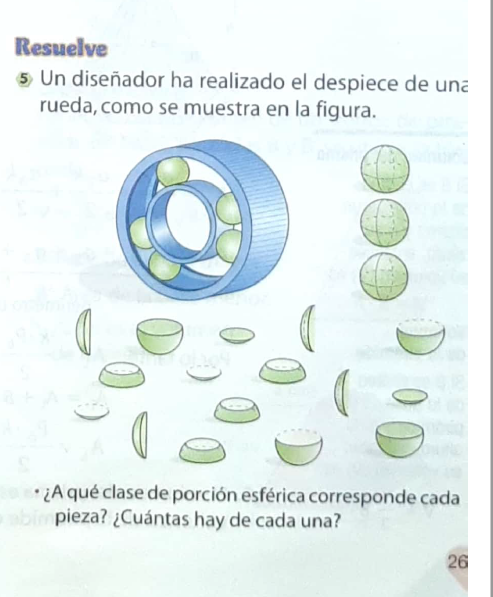 Resuelve
5 Un diseñador ha realizado el despiece de una
rueda, como se muestra en la figura.
• ¿A qué clase de porción esférica corresponde cada
pieza? ¿Cuántas hay de cada una?
26